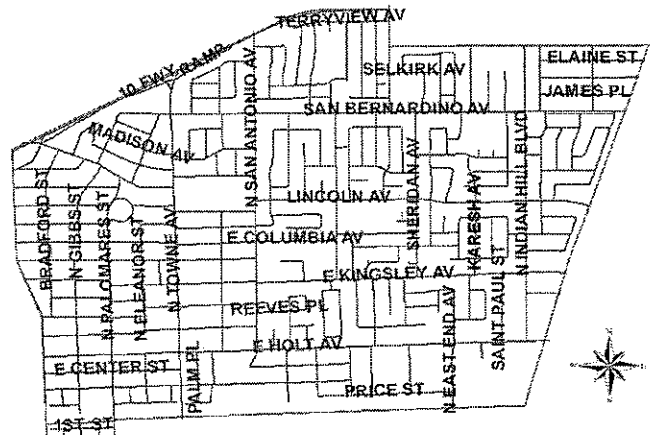 TERRYVIEW AV
ELAINE ST
SELKIRK AV
10 FWY RAMP
JAMES PL
SAN BERNARDINO AV
N SAN ANTONIO AV
MADISON AV
N INDIAN HILL BLVD
SHERIDAN AV
LINCOLN AV
KARESH AV
BRADFORD ST
N GIBBS ST
N PALOMARES ST
N ELEANOR ST
N TOWNE AV
E COLUMBIA AV
E KINGSLEY AV
SAINT PAUL ST
REEVES PL
N EAST END AV
E HOLT AV
PALM PL
E CENTER ST
PRICE ST
1ST ST